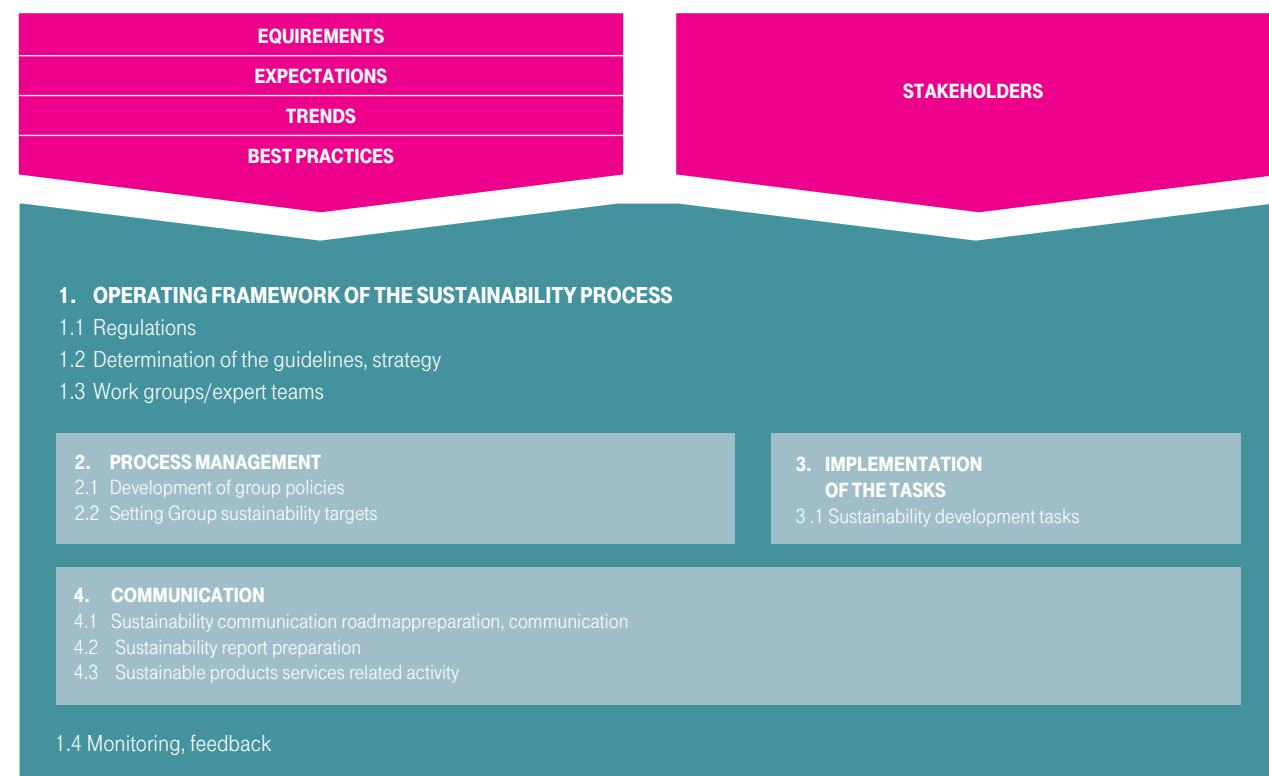 EQUIREMENTS
EXPECTATIONS
TRENDS
BEST PRACTICES
STAKEHOLDERS
1. OPERATING FRAMEWORK OF THE SUSTAINABILITY PROCESS
1.1 Regulations
1.2 Determination of the guidelines, strategy
1.3 Work groups/expert teams
2. PROCESS MANAGEMENT
2.1 Development of group policies
2.2 Setting Group sustainability targets
3. IMPLEMENTATION
OF THE TASKS
3 .1 Sustainability development tasks
4. COMMUNICATION
4.1 Sustainability communication roadmappreparation, communication
4.2 Sustainability report preparation
4.3 Sustainable products services related activity
1.4 Monitoring, feedback